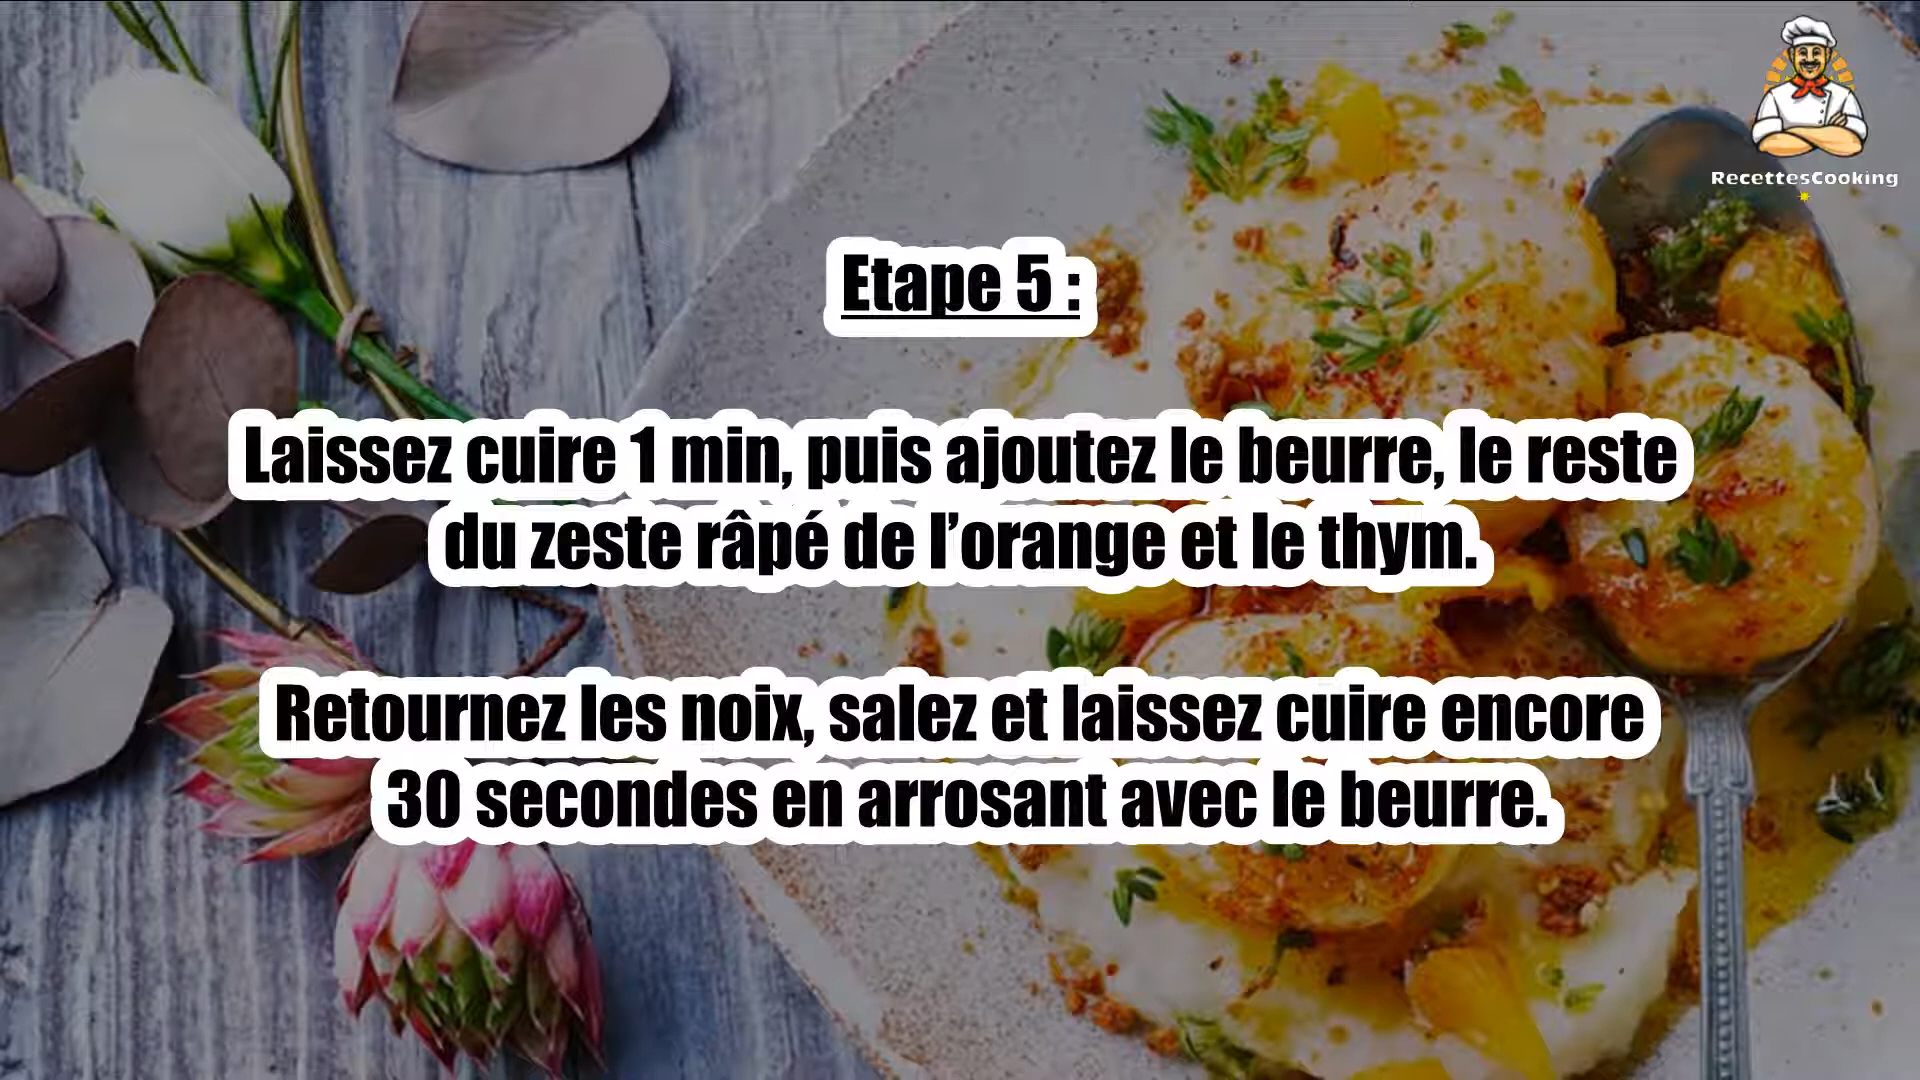 RecettesCooking
Etape 5 :
Laissez cuire 1 min, puis ajoutez le beurre, le reste
du zeste râpé de l’orange et le thym.
Retournez les noix, salez et laissez cuire encore
30 secondes en arrosant avec le beurre.